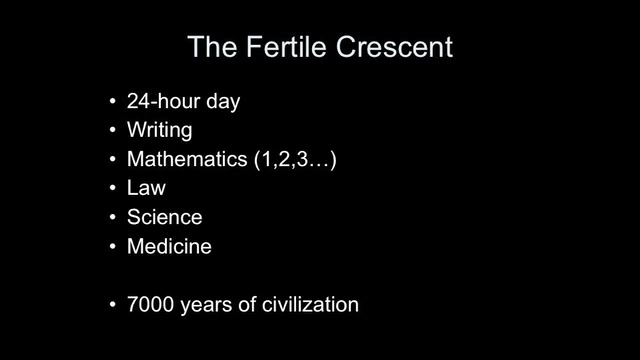 The Fertile Crescent
• 24-hour day
• Writing
• Mathematics (1,2,3…)
• Law
• Science
• Medicine
• 7000 years of civilization